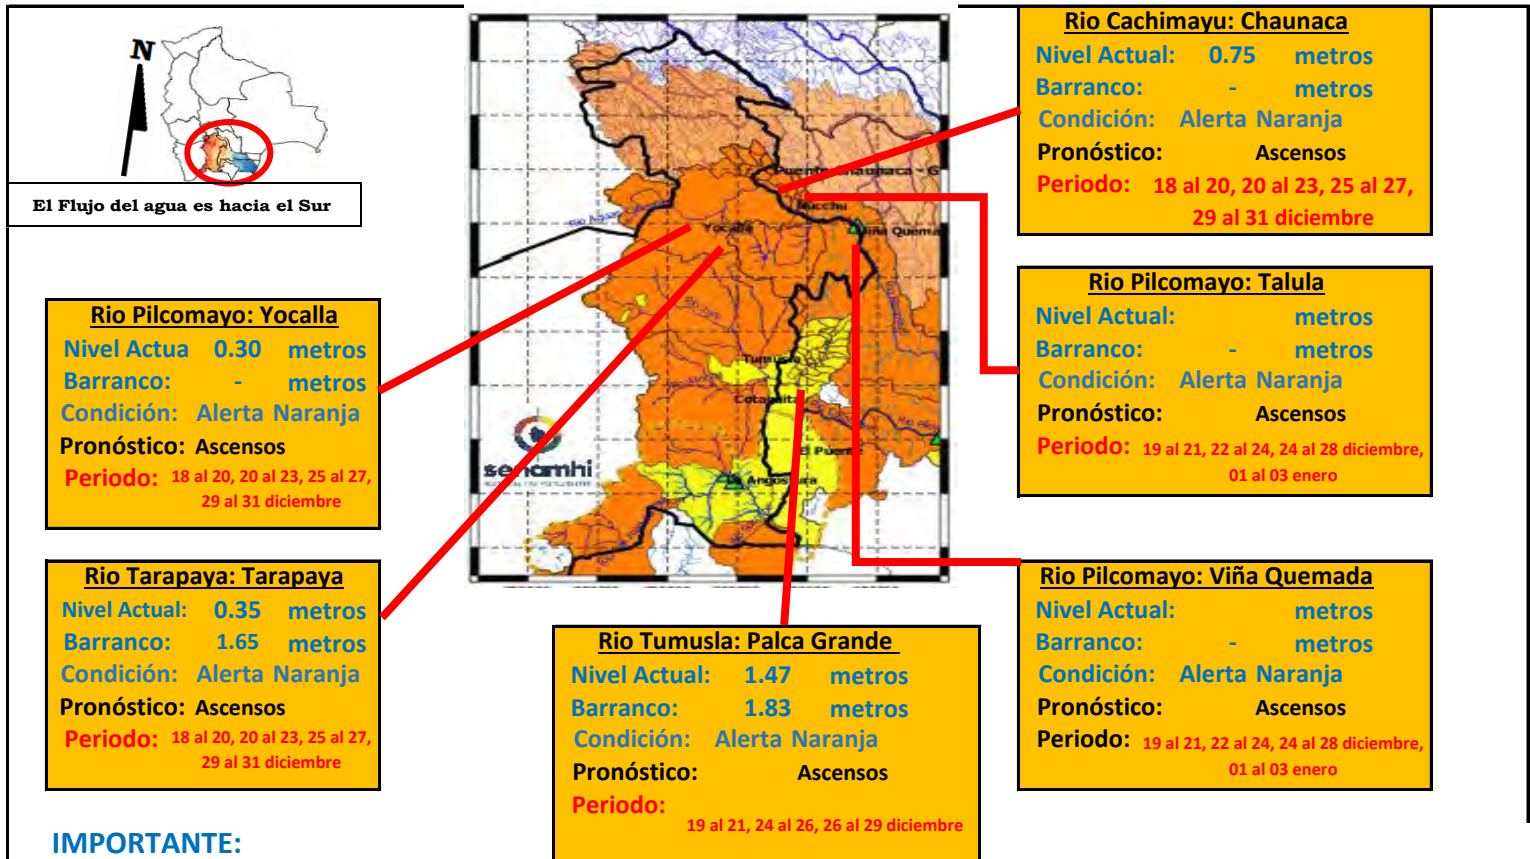 N
El Flujo del agua es hacia el Sur
Rio Cachimayu: Chaunaca
Nivel Actual: 0.75 metros
Barranco: - metros
Condición: Alerta Naranja
Pronóstico: Ascensos
Periodo: 18 al 20, 20 al 23, 25 al 27,
29 al 31 diciembre
Rio Pilcomayo: Talula
Nivel Actual: metros
Barranco: - metros
Condición: Alerta Naranja
Pronóstico: Ascensos
Periodo: 19 al 21, 22 al 24, 24 al 28 diciembre,
01 al 03 enero
Rio Pilcomayo: Yocalla
Nivel Actua 0.30 metros
Barranco: - metros
Condición: Alerta Naranja
Pronóstico: Ascensos
Periodo: 18 al 20, 20 al 23, 25 al 27,
29 al 31 diciembre
Rio Tarapaya: Tarapaya
Nivel Actual: 0.35 metros
Barranco: 1.65 metros
Condición: Alerta Naranja
Pronóstico: Ascensos
Periodo: 18 al 20, 20 al 23, 25 al 27,
29 al 31 diciembre
Rio Tumusla: Palca Grande
Nivel Actual: 1.47 metros
Barranco: 1.83 metros
Condición: Alerta Naranja
Pronóstico: Ascensos
Periodo:
19 al 21, 24 al 26, 26 al 29 diciembre
Rio Pilcomayo: Viña Quemada
Nivel Actual: metros
Barranco: - metros
Condición: Alerta Naranja
Pronóstico: Ascensos
Periodo: 19 al 21, 22 al 24, 24 al 28 diciembre,
01 al 03 enero
Yocalla
Viña Quema
Tumusla
Cotagaita
El Puente
Angostura
senamhi
IMPORTANTE: